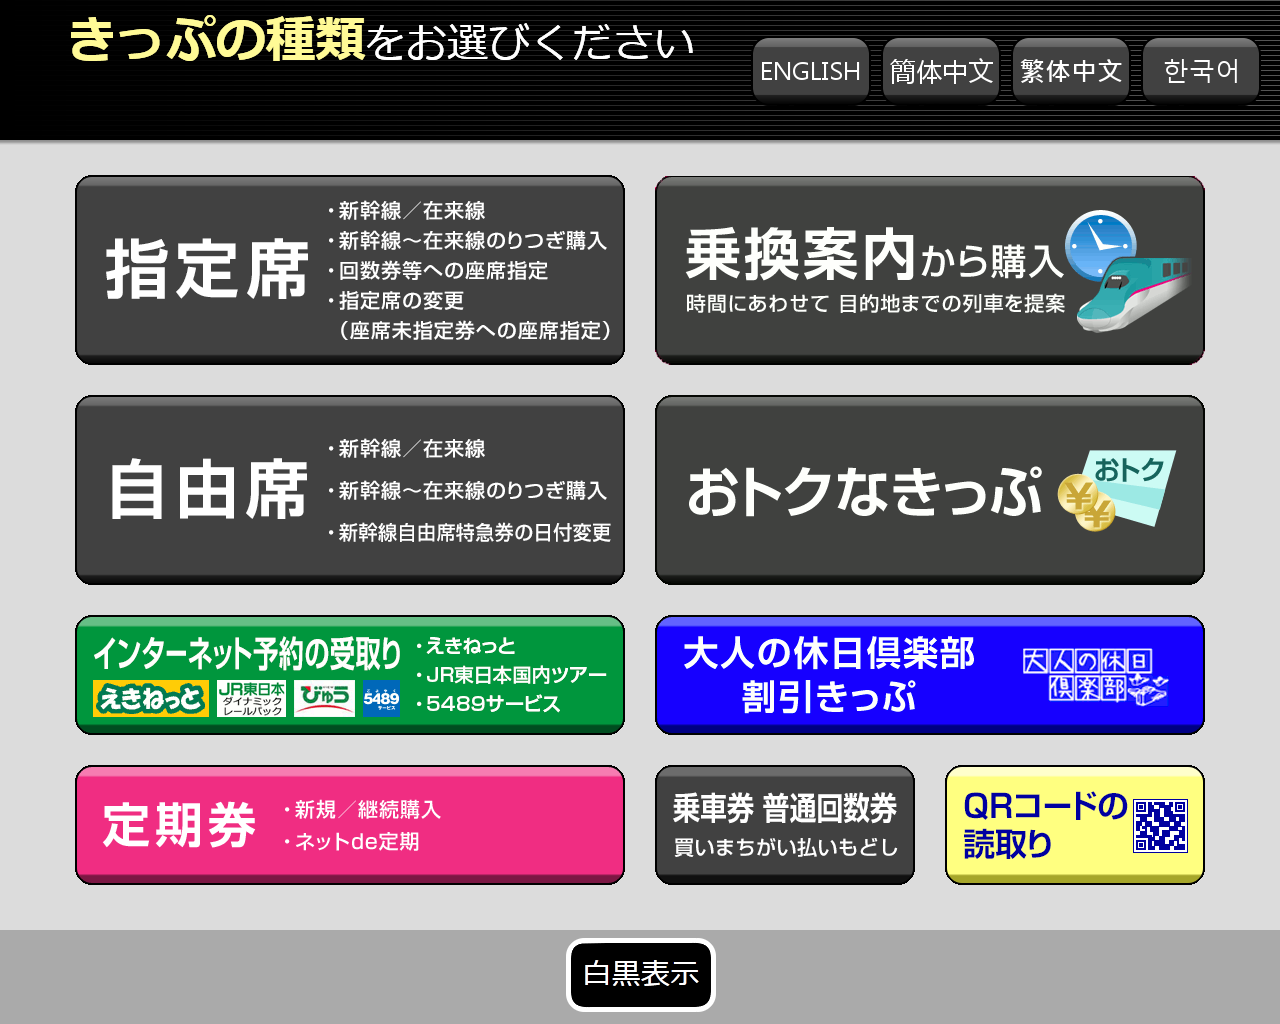 きっぷの種類をお選びください
ENGLISH
簡体中文
繁体中文
한국어
指定席
・新幹線／在来線
・新幹線～在来線のりつぎ購入
・回数券等への座席指定
・指定席の変更
（座席未指定券への座席指定）
乗換案内から購入
時間にあわせて 目的地までの列車を提案
自由席
・新幹線／在来線
・新幹線～在来線のりつぎ購入
・新幹線自由席特急券の日付変更
おトクなきっぷ
おトク
¥
¥
インターネット予約の受取り
えきねっと
JR東日本
ダイナミック
レールパック
びゅう
5489
サービス
・えきねっと
・JR東日本国内ツアー
・5489サービス
大人の休日倶楽部
割引きっぷ
大人の休日
倶楽部
定期券
・新規／継続購入
・ネットde定期
乗車券 普通回数券
買いまちがい払いもどし
QRコードの
読取り
白黒表示